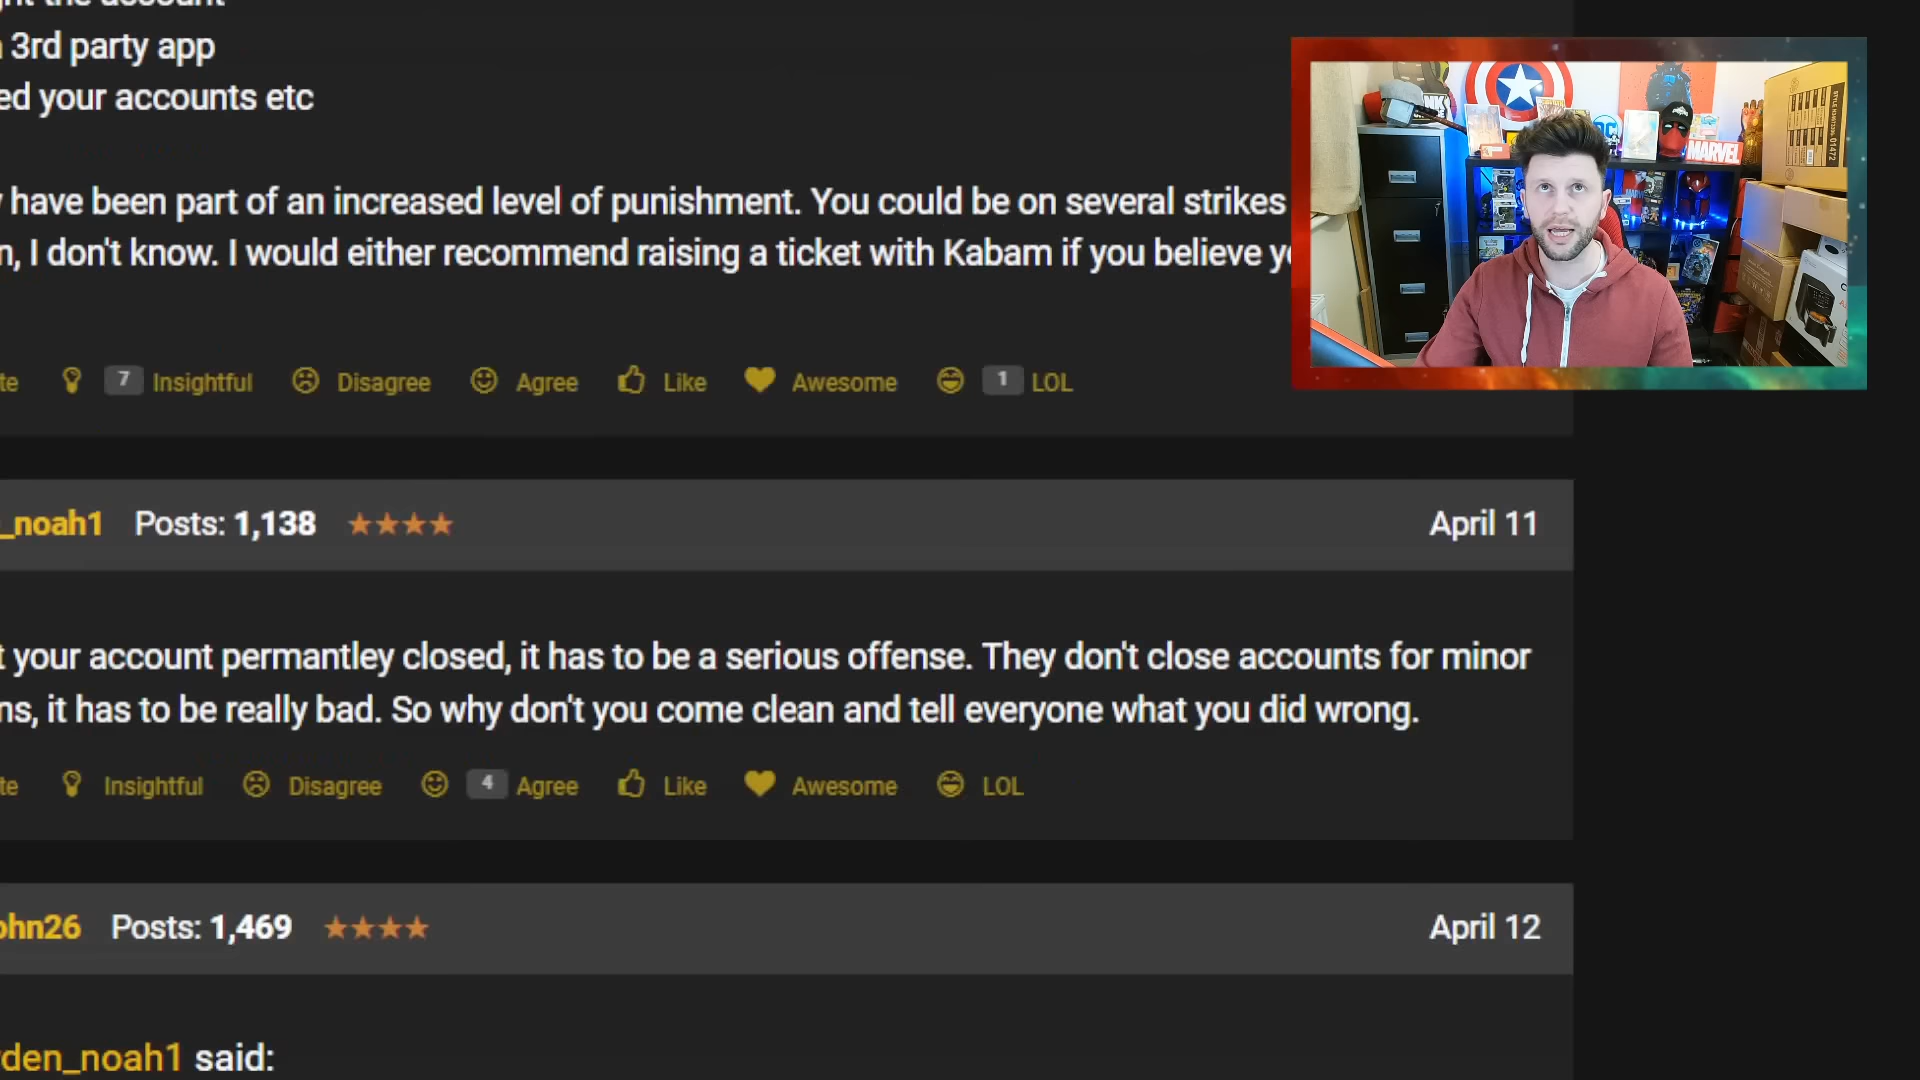 3rd party app
ed your accounts etc
have been part of an increased level of punishment. You could be on several strikes
n, I don't know. I would either recommend raising a ticket with Kabam if you believe
te 7 Insightful Disagree Agree Like Awesome 1 LOL
_noah1 Posts: 1,138 April 11
t your account permantley closed, it has to be a serious offense. They don't close accounts for minor
ns, it has to be really bad. So why don't you come clean and tell everyone what you did wrong.
te Insightful Disagree 4 Agree Like Awesome LOL
ohn26 Posts: 1,469 April 12
rden_noah1 said:
MARVEL